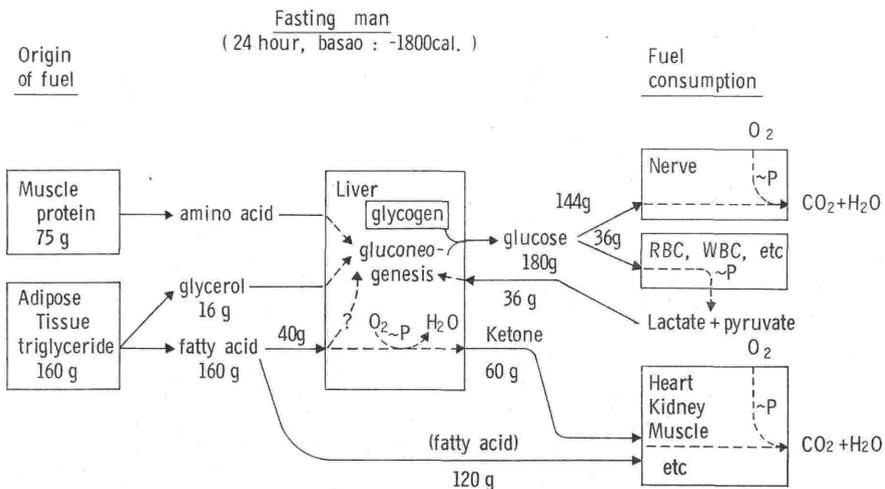 Fasting man
( 24 hour, basao : -1800cal. )
Origin
of fuel
Fuel
consumption
Muscle
protein
75 g
amino acid
Adipose
Tissue
triglyceride
160 g
glycerol
16 g
fatty acid
160 g
40g
Liver
glycogen
gluconeo-
genesis
?
O2
~P
H2O
glucose
180g
144g
36g
36 g
Ketone
60 g
(fatty acid)
120 g
O2
Nerve
~P
CO2+H2O
RBC, WBC, etc
~P
Lactate + pyruvate
O2
Heart
Kidney
Muscle
etc
~P
CO2 +H2O